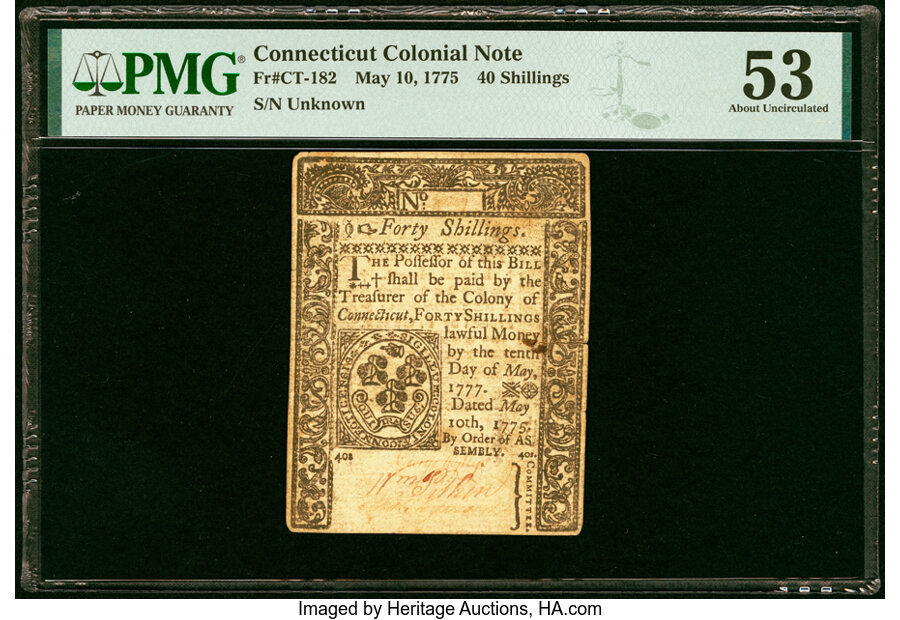 PMG®
PAPER MONEY GUARANTY
Connecticut Colonial Note
Fr#CT-182 May 10, 1775 40 Shillings
S/N Unknown
53
About Uncirculated
No.
Forty Shillings.
THE Poſſeſſor of this BILL
ſhall be paid by the
Treaſurer of the Colony of
Connecticut, FORTY SHILLINGS
lawful Money
by the tenth
Day of May,
1777.
Dated May
10th, 1775.
By Order of AS
SEMBLY.
40s
40s.
COMMITTEE.
Imaged by Heritage Auctions, HA.com